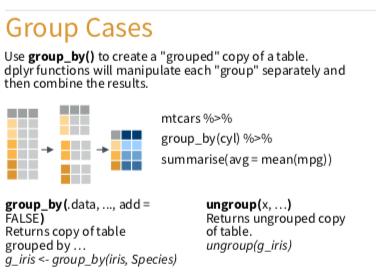 Group Cases
Use group_by() to create a "grouped" copy of a table.
dplyr functions will manipulate each "group" separately and
then combine the results.
mtcars %>%
group_by(cyl) %>%
summarise(avg = mean(mpg))
group_by(.data, ..., add =
FALSE)
Returns copy of table
grouped by …
g_iris <- group_by(iris, Species)
ungroup(x, …)
Returns ungrouped copy
of table.
ungroup(g_iris)